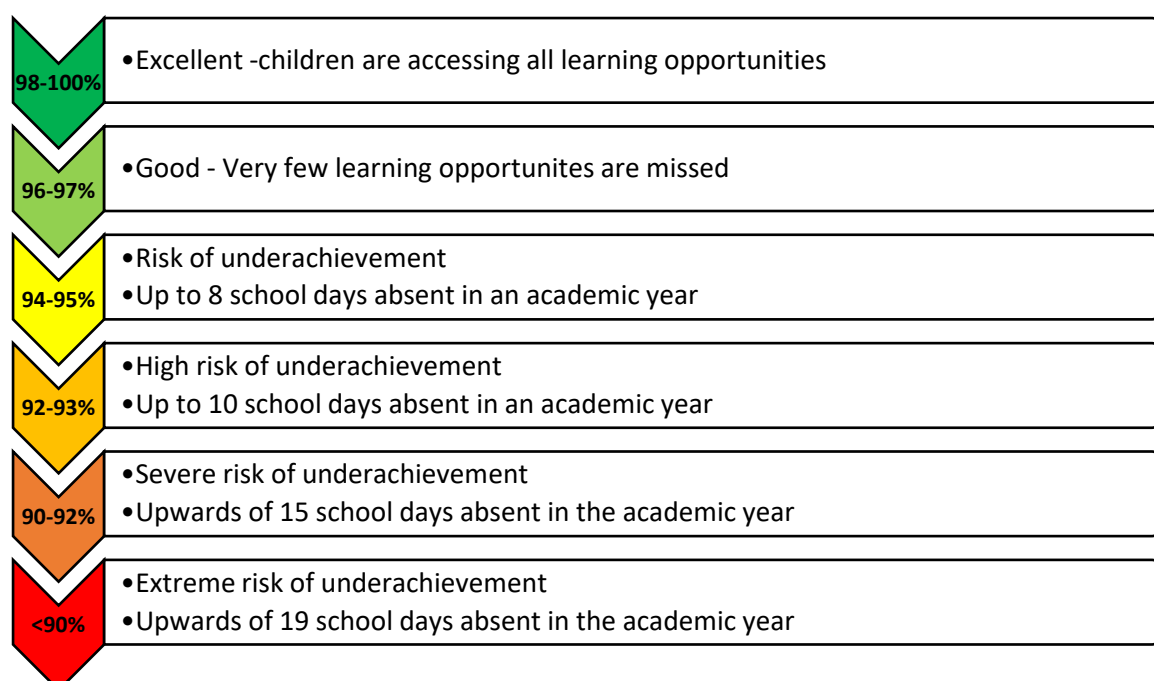 98-100%
•Excellent -children are accessing all learning opportunities
96-97%
•Good - Very few learning opportunites are missed
94-95%
•Risk of underachievement
•Up to 8 school days absent in an academic year
92-93%
•High risk of underachievement
•Up to 10 school days absent in an academic year
90-92%
•Severe risk of underachievement
•Upwards of 15 school days absent in the academic year
<90%
•Extreme risk of underachievement
•Upwards of 19 school days absent in the academic year